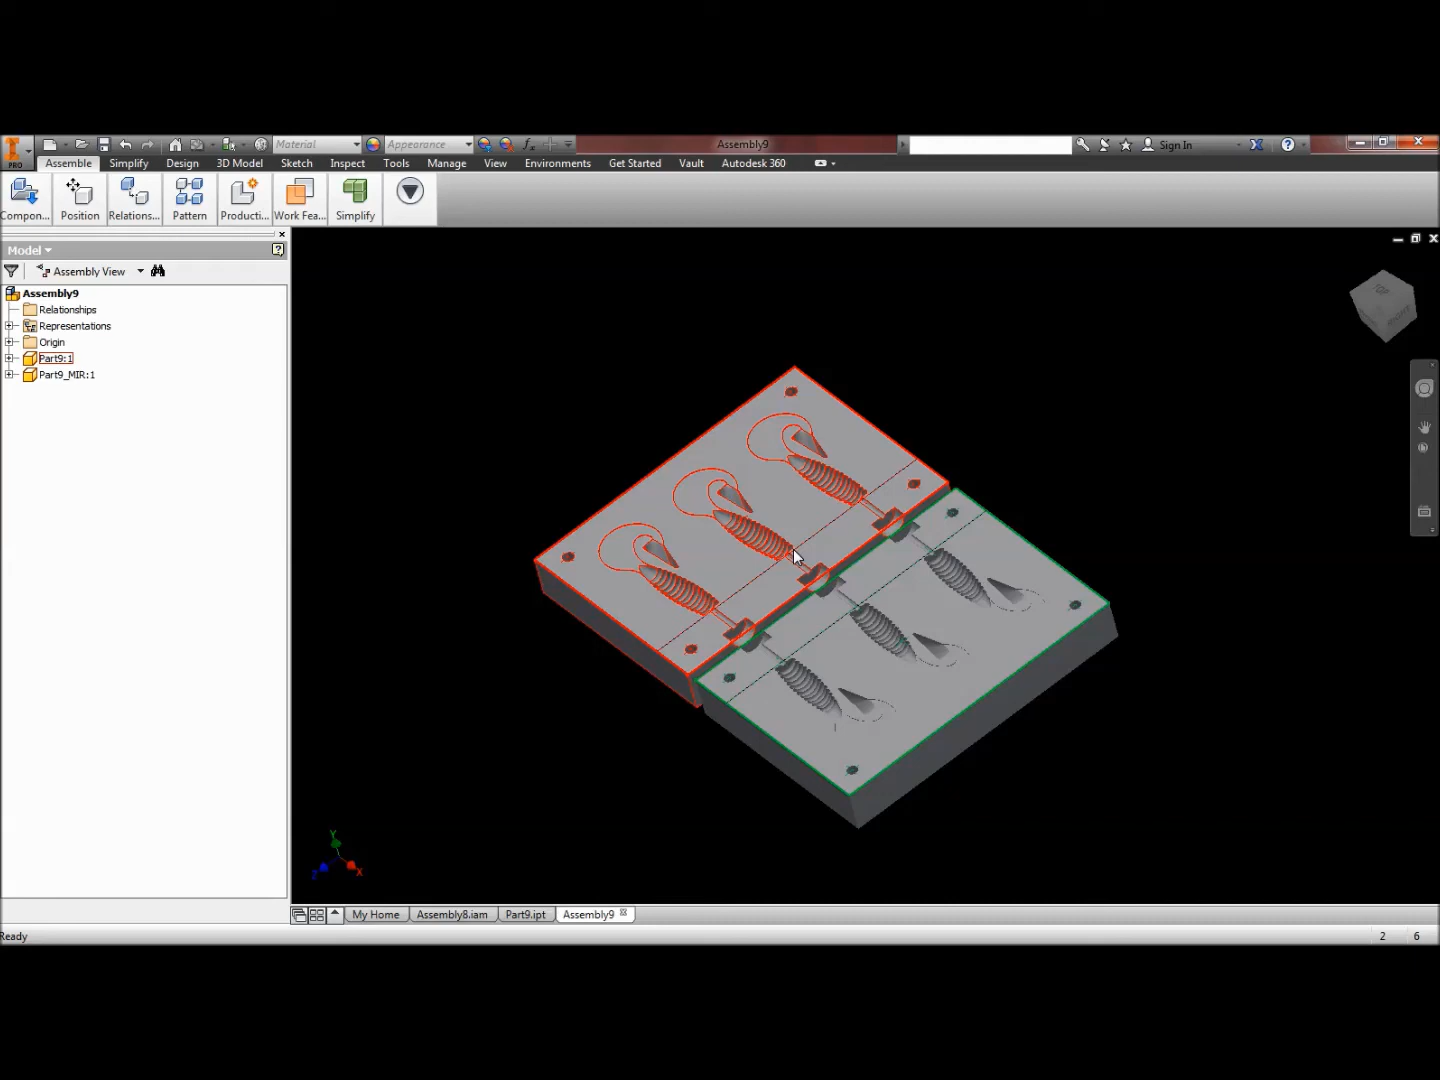 Material
Appearance
Assembly9
Sign In
PRO
Assemble Simplify Design 3D Model Sketch Inspect Tools Manage View Environments Get Started Vault Autodesk 360
Compon... Position Relations... Pattern Producti... Work Fea... Simplify
Model
Assembly View
Assembly9
Relationships
Representations
Origin
Part9:1
Part9_MIR:1
Y
Z
X
My Home Assembly8.iam Part9.ipt Assembly9
Ready
2 6